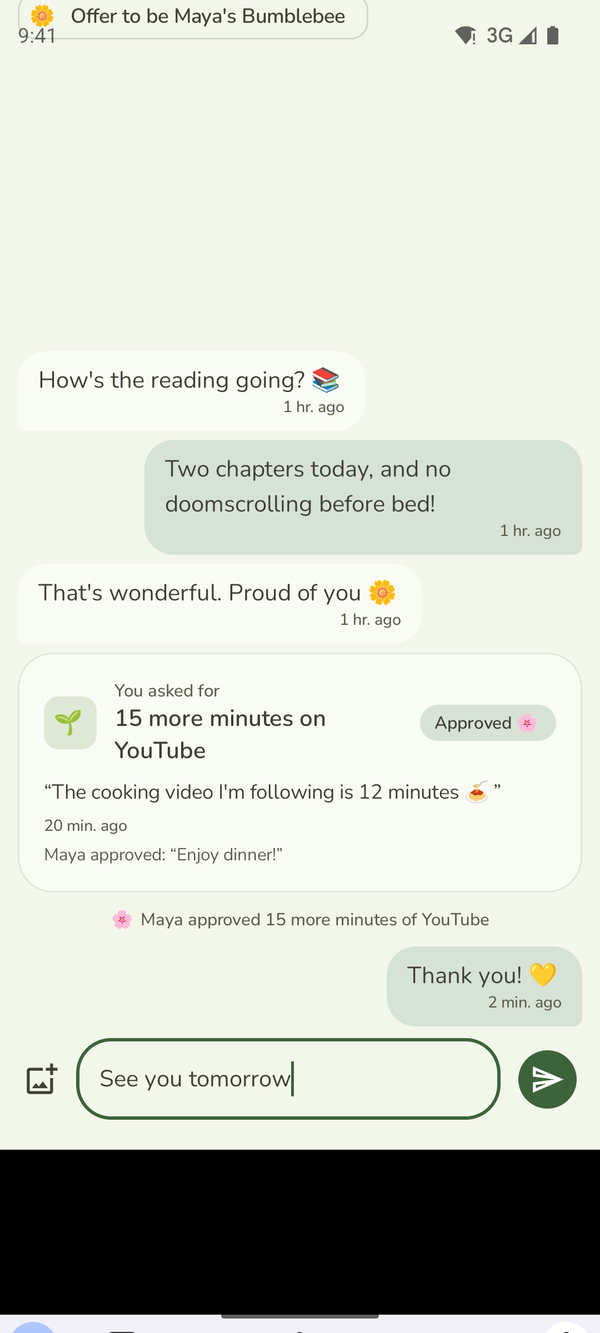 🌼 Offer to be Maya's Bumblebee
9:41
3G
How's the reading going? 📚
1 hr. ago
Two chapters today, and no
doomscrolling before bed!
1 hr. ago
That's wonderful. Proud of you 🌼
1 hr. ago
You asked for
15 more minutes on
YouTube
Approved 🌸
“The cooking video I'm following is 12 minutes 🍝 ”
20 min. ago
Maya approved: “Enjoy dinner!”
🌸 Maya approved 15 more minutes of YouTube
Thank you! 💛
2 min. ago
See you tomorrow